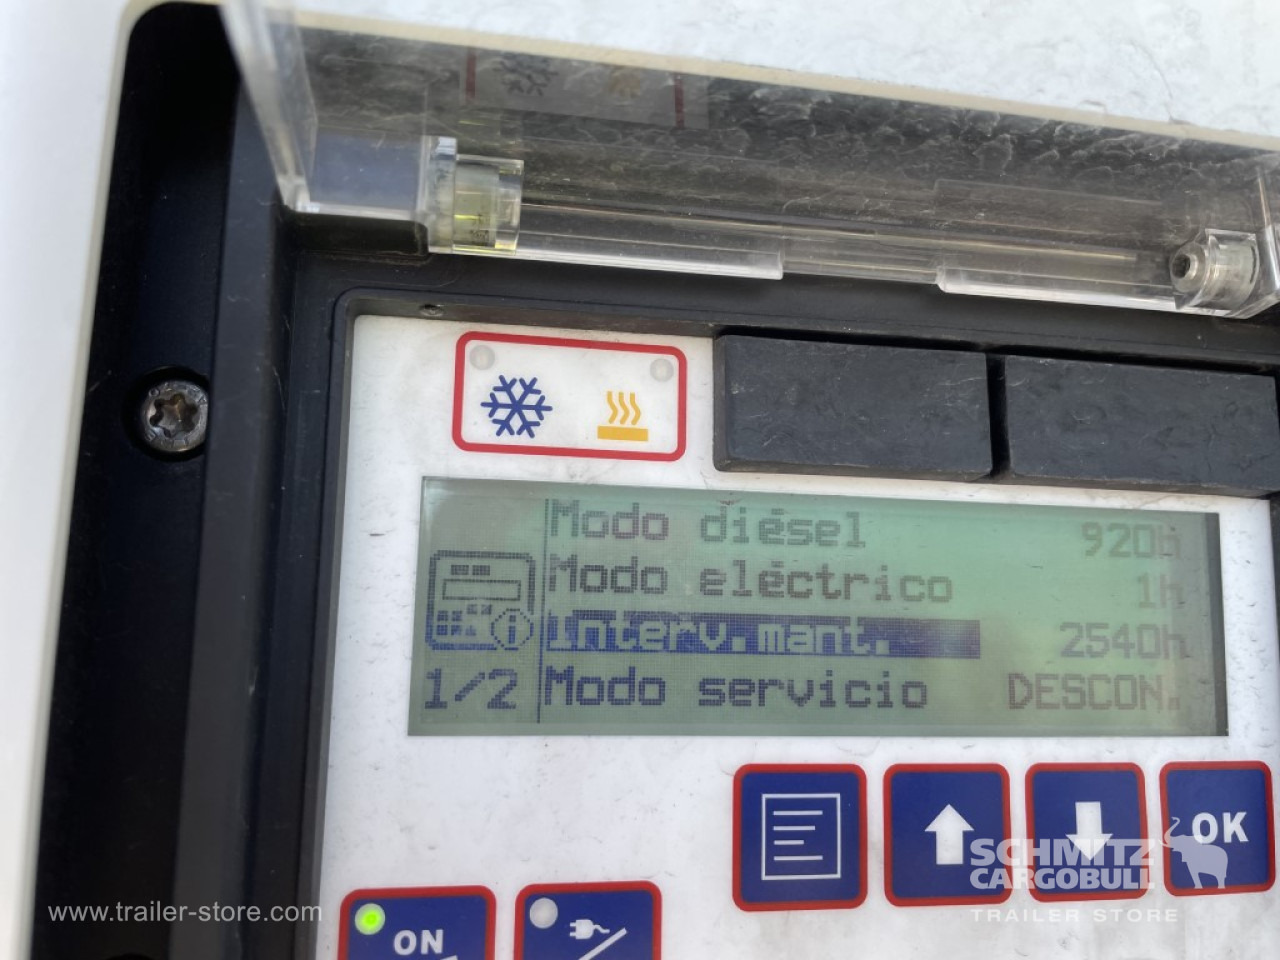 Modo diésel 920h
Modo eléctrico 1h
Interv.mant. 2540h
1/2 Modo servicio DESCON.
OK
SCHMITZ
CARGOBULL
TRAILER STORE
www.trailer-store.com
ON